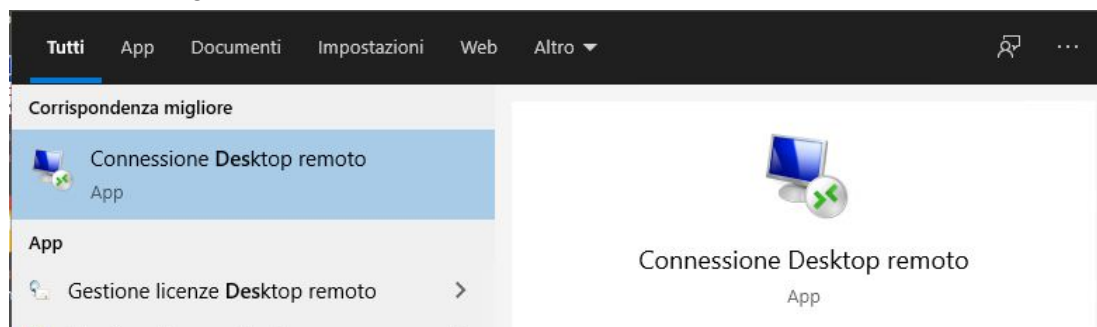 Tutti App Documenti Impostazioni Web Altro
Corrispondenza migliore
Connessione Desktop remoto
App
App
Gestione licenze Desktop remoto
Connessione Desktop remoto
App